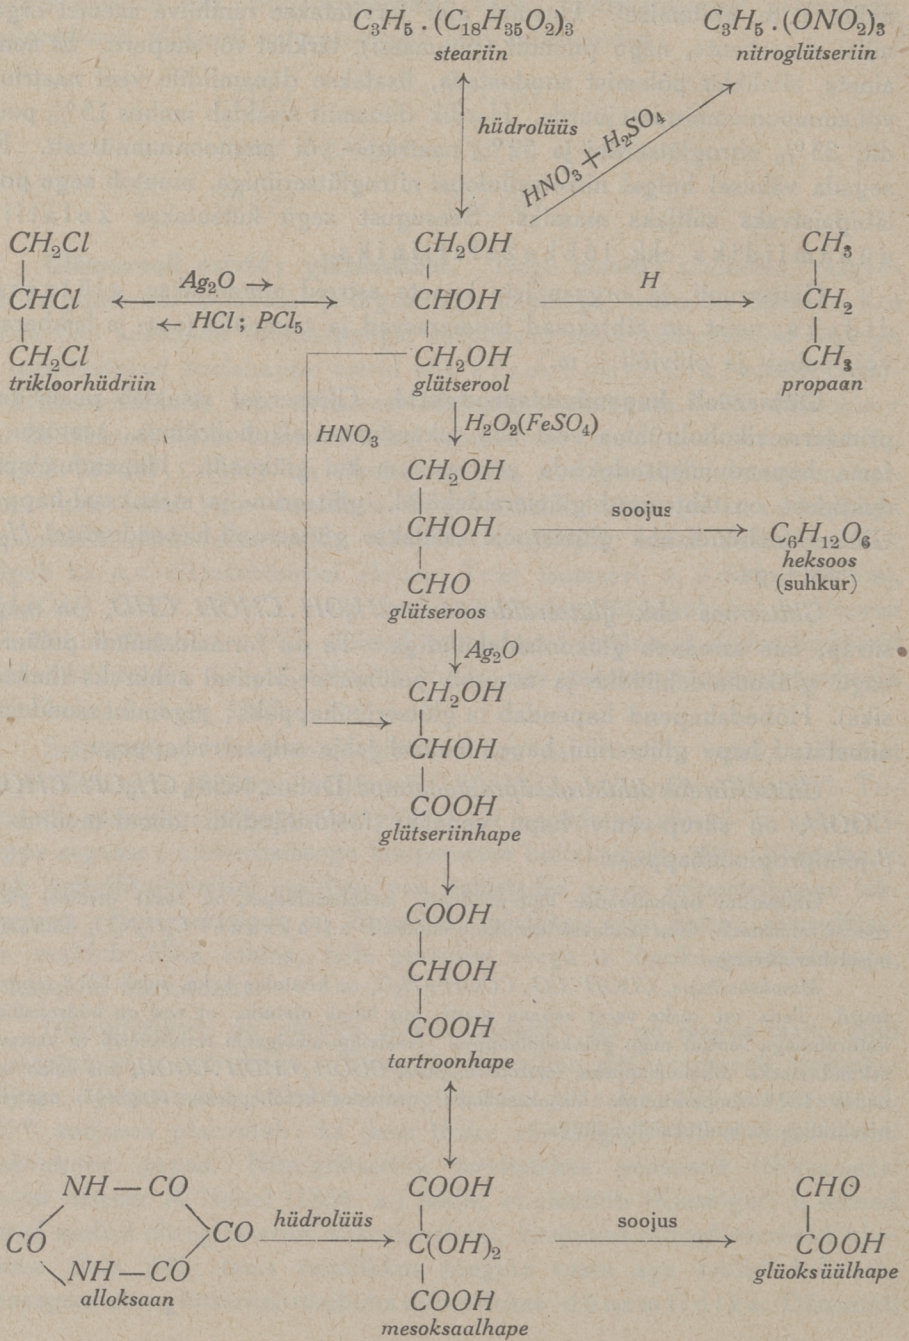 C₃H₅.(C₁₈H₃₅O₂)₃ C₃H₅.(ONO₂)₃
steariin nitroglütseriin
hüdrolüüs HNO₃ + H₂SO₄
CH₂Cl CH₂OH CH₃
CHCl Ag₂O → CHOH H CH₂
← HCl; PCl₅
CH₂Cl CH₂OH CH₃
trikloorhüdriin glütserool propaan
HNO₃ H₂O₂(FeSO₄)
CH₂OH
CHOH soojus C₆H₁₂O₆
heksoos
CHO (suhkur)
glütseroos
Ag₂O
CH₂OH
CHOH
COOH
glütseriinhape
COOH
CHOH
COOH
tartroonhape
NH — CO COOH CHO
CO CO hüdrolüüs C(OH)₂ soojus COOH
NH — CO glüoksüülhape
alloksaan COOH
mesoksaalhape